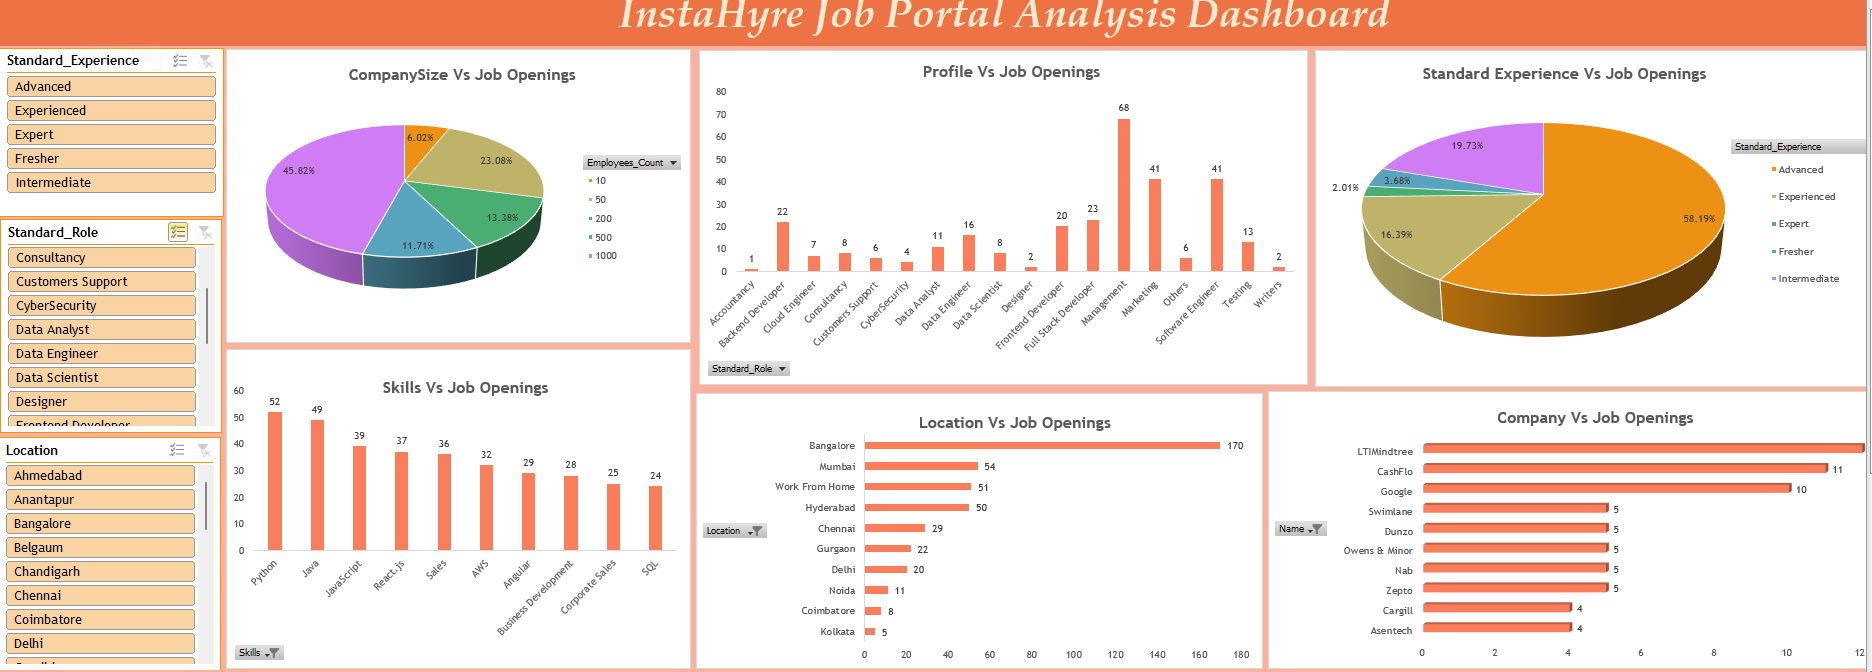 InstaHyre Job Portal Analysis Dashboard
Standard_Experience
Advanced
Experienced
Expert
Fresher
Intermediate
Standard_Role
Consultancy
Customers Support
CyberSecurity
Data Analyst
Data Engineer
Data Scientist
Designer
Frontend Developer
Location
Ahmedabad
Anantapur
Bangalore
Belgaum
Chandigarh
Chennai
Coimbatore
Delhi
CompanySize Vs Job Openings
6.02%
23.08%
13.38%
11.71%
45.82%
Employees_Count
10
50
200
500
1000
Profile Vs Job Openings
80
70
60
50
40
30
20
10
0
1
22
7
8
6
4
11
16
8
2
20
23
68
41
6
41
13
2
Accountancy
Backend Developer
Cloud Engineer
Consultancy
Customers Support
CyberSecurity
Data Analyst
Data Engineer
Data Scientist
Designer
Frontend Developer
Full Stack Developer
Management
Marketing
Others
Software Engineer
Testing
Writers
Standard_Role
Standard Experience Vs Job Openings
58.19%
16.39%
2.01%
3.68%
19.73%
Standard_Experience
Advanced
Experienced
Expert
Fresher
Intermediate
Skills Vs Job Openings
60
50
40
30
20
10
0
52
49
39
37
36
32
29
28
25
24
Python
Java
JavaScript
React.js
Sales
AWS
Angular
Business Development
Corporate Sales
SQL
Skills
Location Vs Job Openings
Bangalore 170
Mumbai 54
Work From Home 51
Hyderabad 50
Chennai 29
Gurgaon 22
Delhi 20
Noida 11
Coimbatore 8
Kolkata 5
0 20 40 60 80 100 120 140 160 180
Location
Company Vs Job Openings
LTIMindtree
CashFlo 11
Google 10
Swimlane 5
Dunzo 5
Owens & Minor 5
Nab 5
Zepto 5
Cargill 4
Asentech 4
0 2 4 6 8 10 12
Name